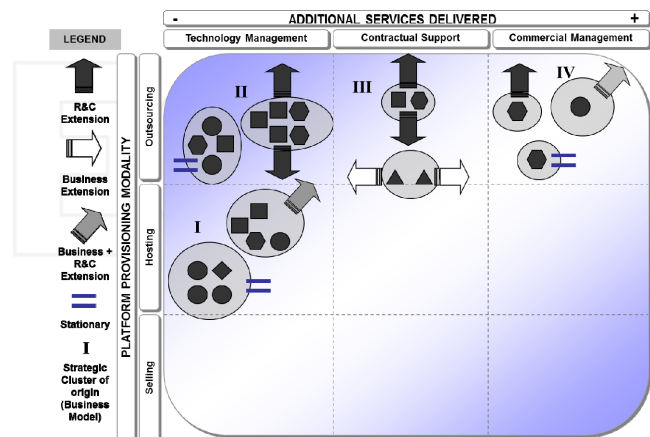 - ADDITIONAL SERVICES DELIVERED +
LEGEND
Technology Management
Contractual Support
Commercial Management
R&C
Extension
Business
Extension
Business +
R&C
Extension
Stationary
I
Strategic
Cluster of
origin
(Business
Model)
PLATFORM PROVISIONING MODALITY
Outsourcing
Hosting
Selling
II
III
IV
I